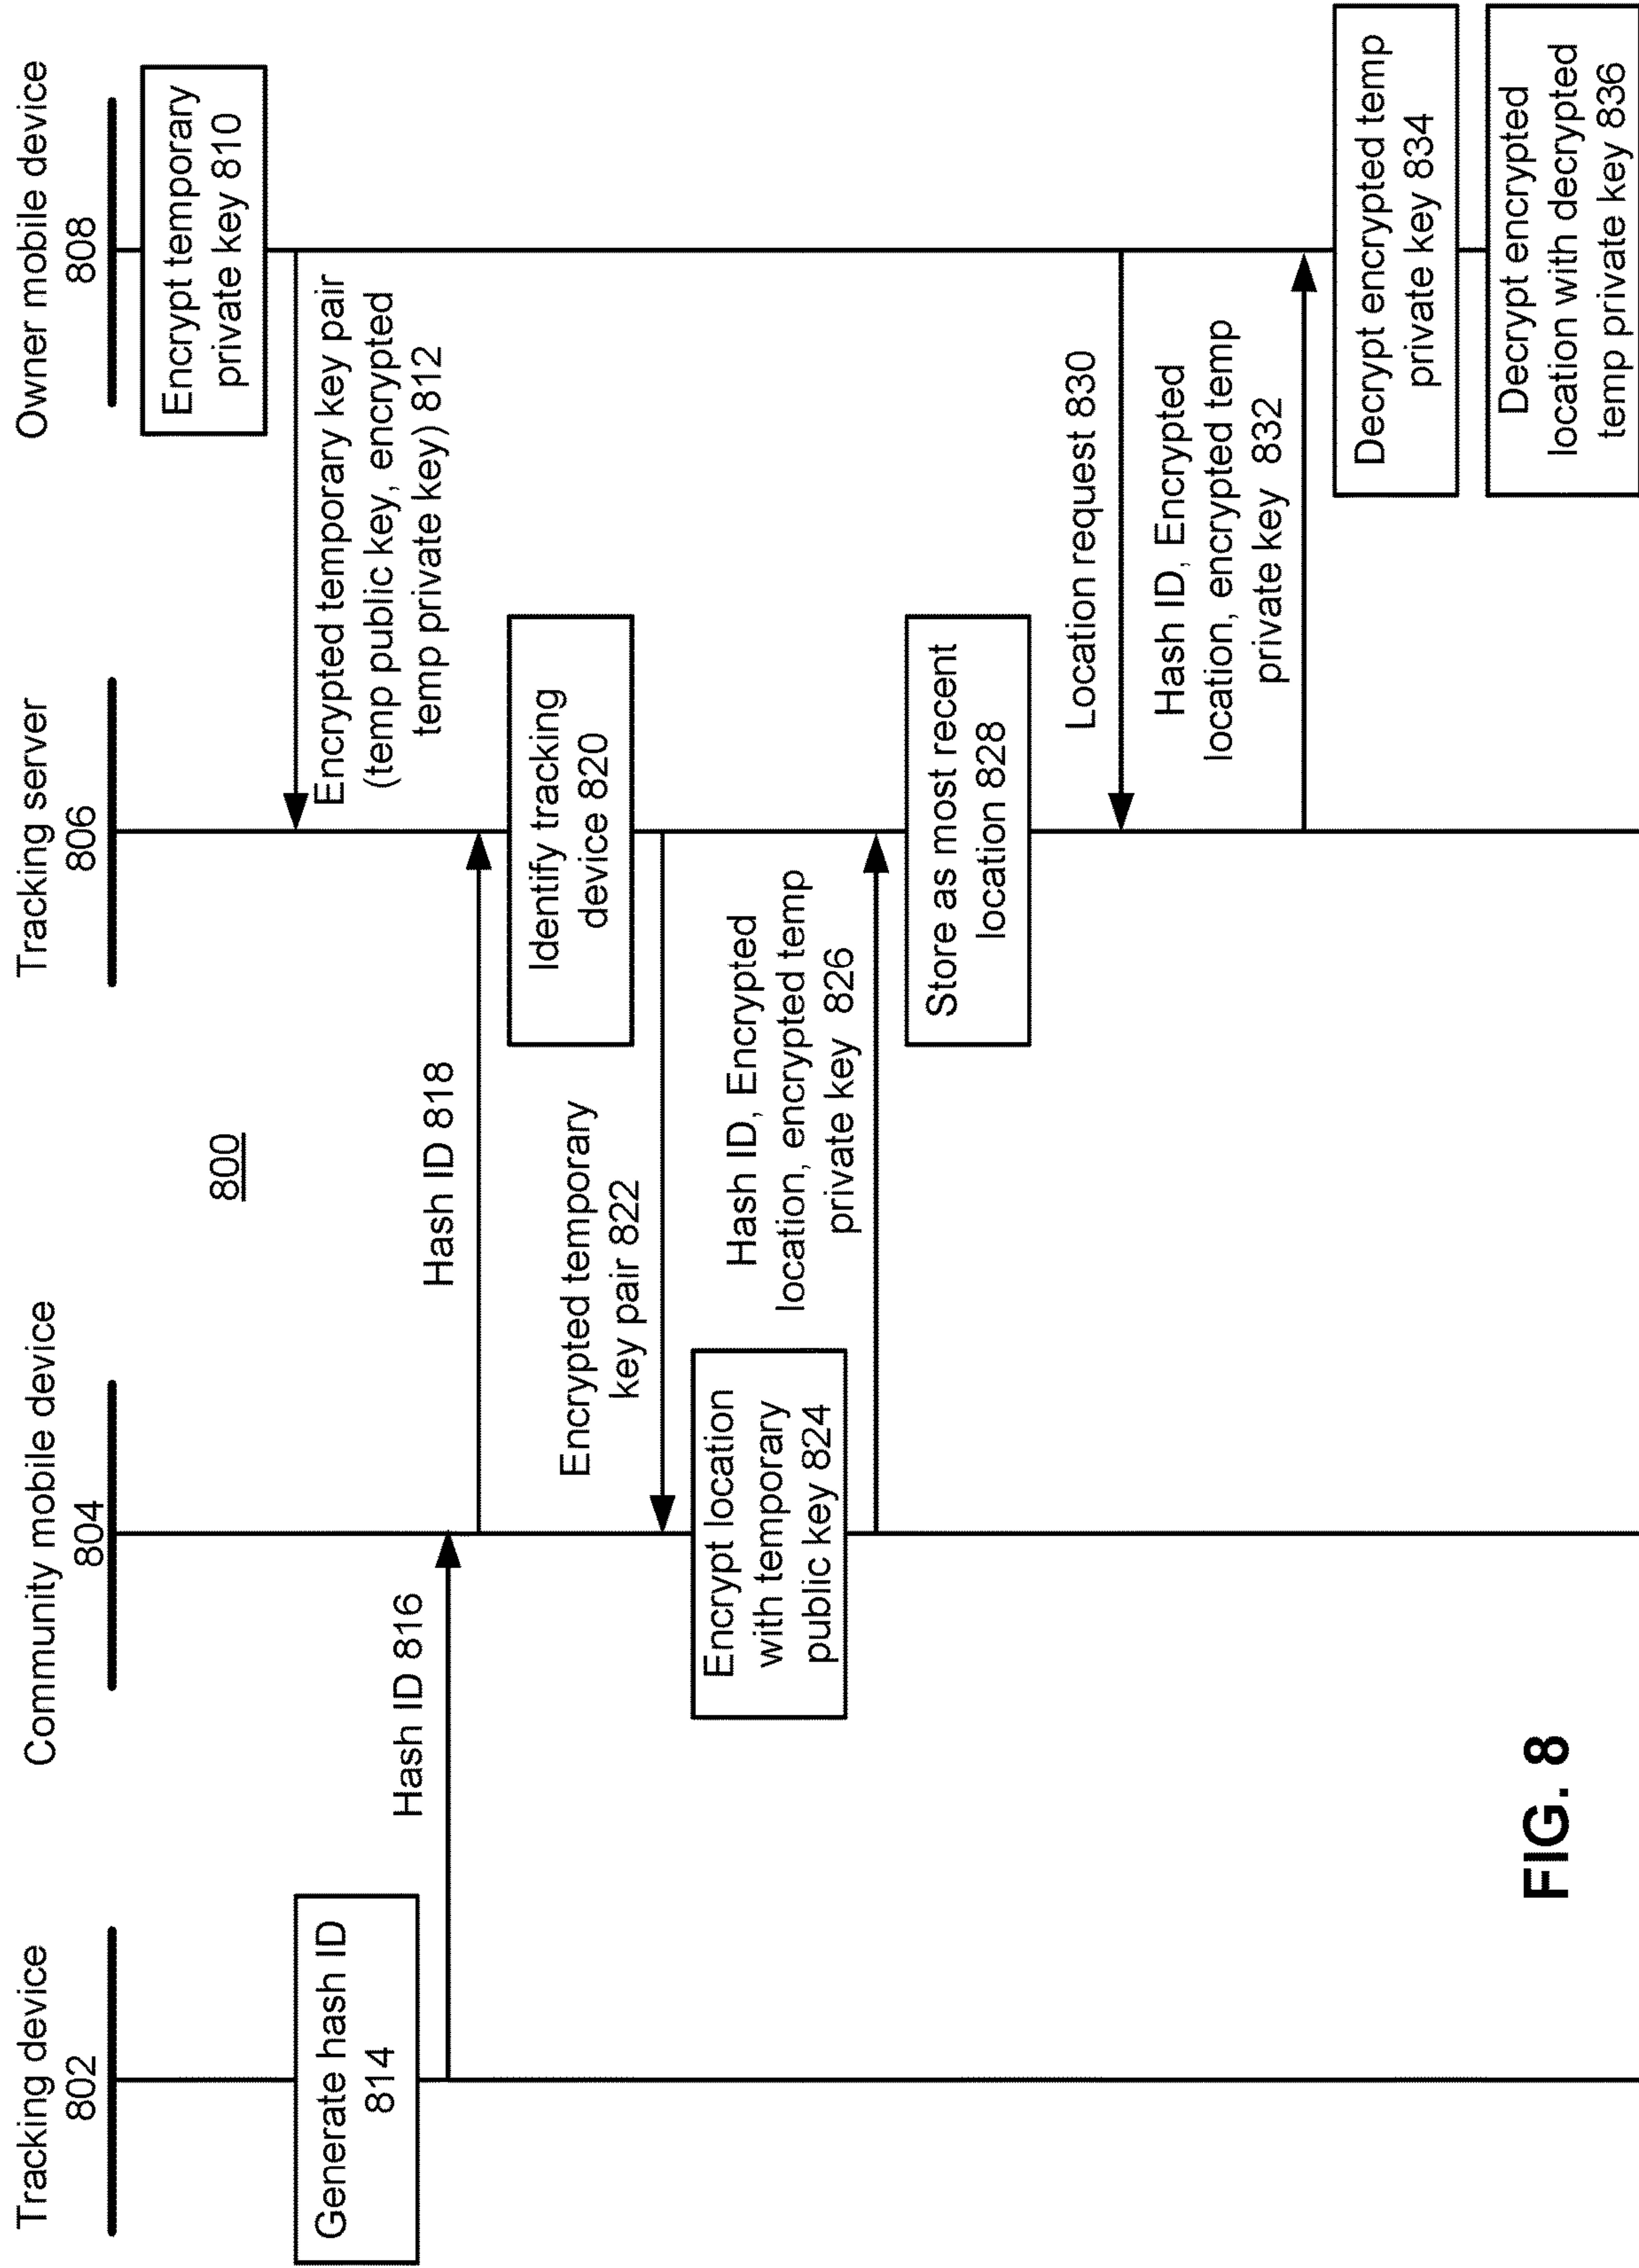 Tracking device
802
Community mobile device
804
Tracking server
806
Owner mobile device
808
Encrypt temporary
private key 810
800
Encrypted temporary key pair
(temp public key, encrypted
temp private key) 812
Generate hash ID
814
Hash ID 816
Hash ID 818
Identify tracking
device 820
Encrypted temporary
key pair 822
Encrypt location
with temporary
public key 824
Hash ID, Encrypted
location, encrypted temp
private key 826
Store as most recent
location 828
Location request 830
Hash ID, Encrypted
location, encrypted temp
private key 832
Decrypt encrypted temp
private key 834
Decrypt encrypted
location with decrypted
temp private key 836
FIG. 8